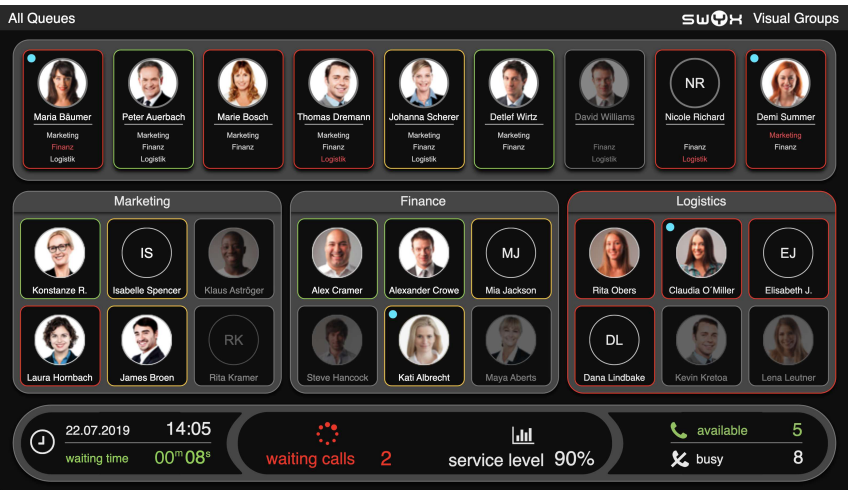 All Queues
swyx Visual Groups
Maria Bäumer
Marketing
Finanz
Logistik
Peter Auerbach
Marketing
Finanz
Logistik
Marie Bosch
Marketing
Finanz
Thomas Dremann
Marketing
Finanz
Logistik
Johanna Scherer
Marketing
Finanz
Logistik
Detlef Wirtz
Marketing
Finanz
David Williams
Finanz
Logistik
NR
Nicole Richard
Finanz
Logistik
Demi Summer
Marketing
Finanz
Marketing
Konstanze R.
IS
Isabelle Spencer
Klaus Aströger
Laura Hornbach
James Broen
RK
Rita Kramer
Finance
Alex Cramer
Alexander Crowe
MJ
Mia Jackson
Steve Hancock
Kati Albrecht
Maya Aberts
Logistics
Rita Obers
Claudia O´Miller
EJ
Elisabeth J.
DL
Dana Lindbake
Kevin Kretoa
Lena Leutner
22.07.2019 14:05
waiting time 00m 08s
waiting calls 2
service level 90%
available 5
busy 8